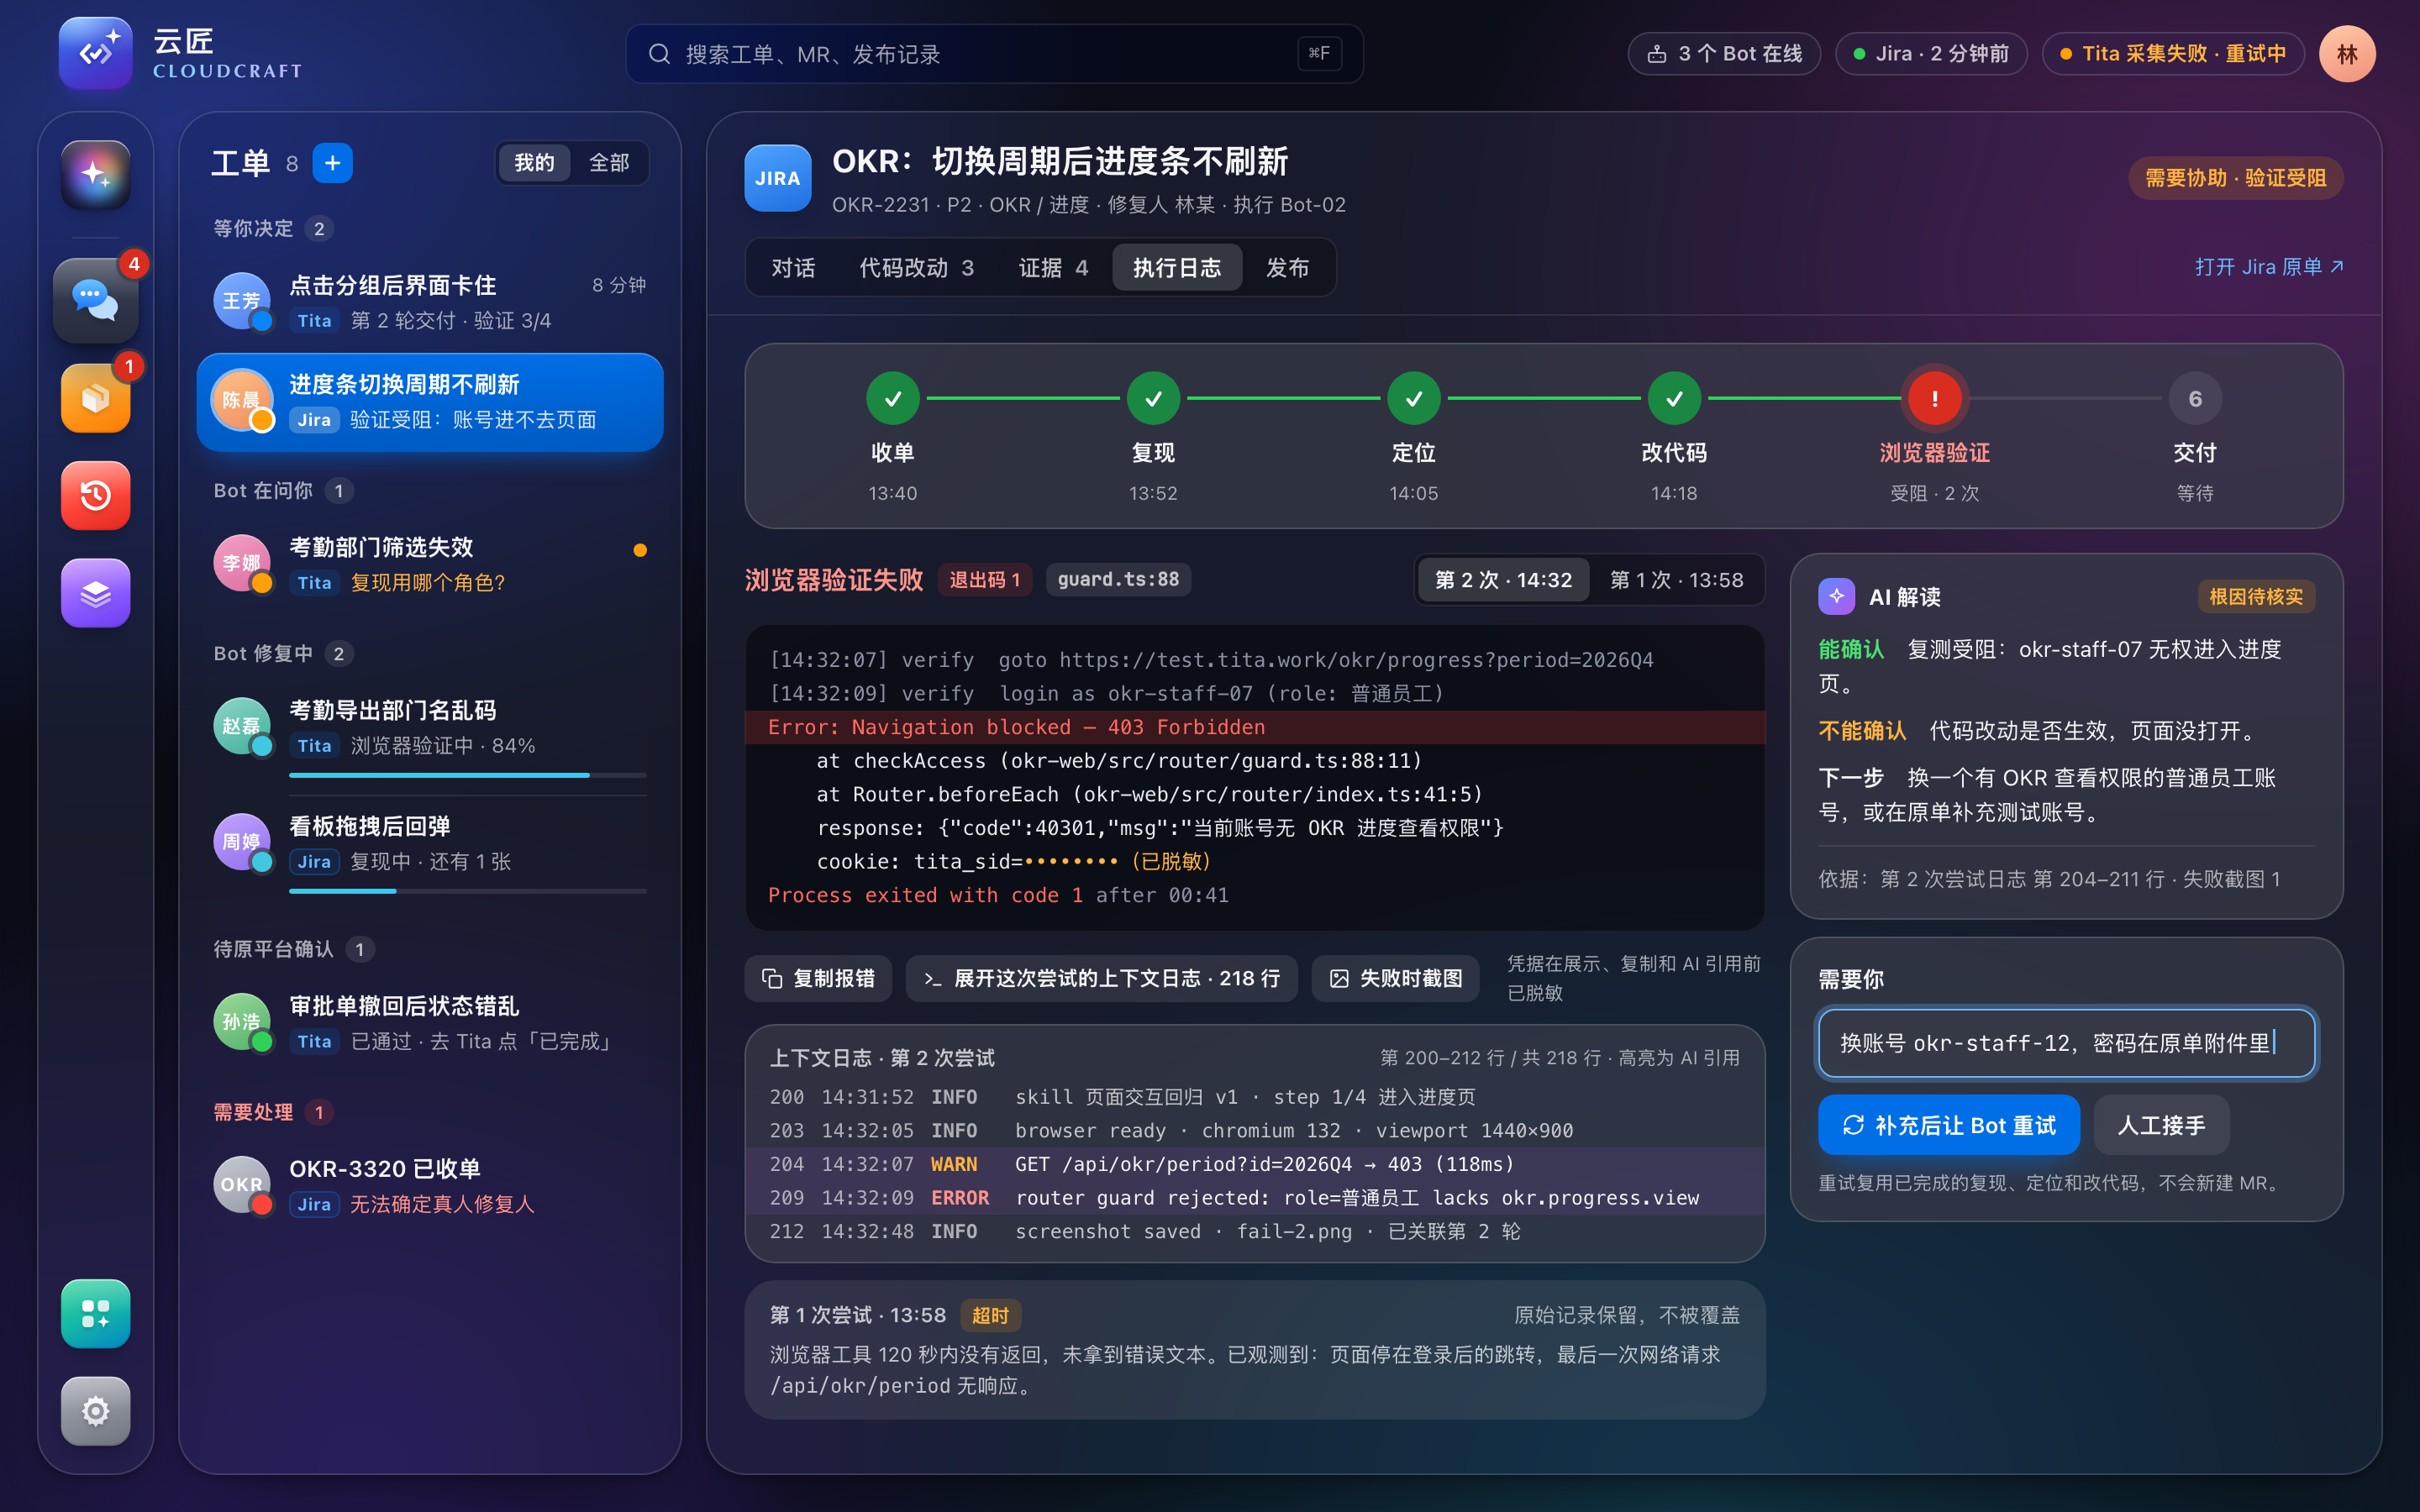 云匠
CLOUDCRAFT
搜索工单、MR、发布记录
⌘F
3 个 Bot 在线
Jira · 2 分钟前
Tita 采集失败 · 重试中
林
4
1
工单 8 +
我的
全部
等你决定 2
王芳
点击分组后界面卡住
8 分钟
Tita 第 2 轮交付 · 验证 3/4
陈晨
进度条切换周期不刷新
Jira 验证受阻：账号进不去页面
Bot 在问你 1
李娜
考勤部门筛选失效
Tita 复现用哪个角色?
Bot 修复中 2
赵磊
考勤导出部门名乱码
Tita 浏览器验证中 · 84%
周婷
看板拖拽后回弹
Jira 复现中 · 还有 1 张
待原平台确认 1
孙浩
审批单撤回后状态错乱
Tita 已通过 · 去 Tita 点「已完成」
需要处理 1
OKR
OKR-3320 已收单
Jira 无法确定真人修复人
JIRA
OKR：切换周期后进度条不刷新
OKR-2231 · P2 · OKR / 进度 · 修复人 林某 · 执行 Bot-02
需要协助 · 验证受阻
对话
代码改动 3
证据 4
执行日志
发布
打开 Jira 原单 ↗
收单
13:40
复现
13:52
定位
14:05
改代码
14:18
!
浏览器验证
受阻 · 2 次
6
交付
等待
浏览器验证失败 退出码 1 guard.ts:88
第 2 次 · 14:32
第 1 次 · 13:58
[14:32:07] verify  goto https://test.tita.work/okr/progress?period=2026Q4
[14:32:09] verify  login as okr-staff-07 (role: 普通员工)
Error: Navigation blocked — 403 Forbidden
at checkAccess (okr-web/src/router/guard.ts:88:11)
at Router.beforeEach (okr-web/src/router/index.ts:41:5)
response: {"code":40301,"msg":"当前账号无 OKR 进度查看权限"}
cookie: tita_sid=•••••••• (已脱敏)
Process exited with code 1 after 00:41
复制报错
展开这次尝试的上下文日志 · 218 行
失败时截图
凭据在展示、复制和 AI 引用前
已脱敏
上下文日志 · 第 2 次尝试
第 200–212 行 / 共 218 行 · 高亮为 AI 引用
200 14:31:52 INFO skill 页面交互回归 v1 · step 1/4 进入进度页
203 14:32:05 INFO browser ready · chromium 132 · viewport 1440×900
204 14:32:07 WARN GET /api/okr/period?id=2026Q4 → 403 (118ms)
209 14:32:09 ERROR router guard rejected: role=普通员工 lacks okr.progress.view
212 14:32:48 INFO screenshot saved · fail-2.png · 已关联第 2 轮
第 1 次尝试 · 13:58 超时
原始记录保留，不被覆盖
浏览器工具 120 秒内没有返回，未拿到错误文本。已观测到：页面停在登录后的跳转，最后一次网络请求
/api/okr/period 无响应。
AI 解读
根因待核实
能确认 复测受阻：okr-staff-07 无权进入进度
页。
不能确认 代码改动是否生效，页面没打开。
下一步 换一个有 OKR 查看权限的普通员工账
号，或在原单补充测试账号。
依据：第 2 次尝试日志 第 204–211 行 · 失败截图 1
需要你
换账号 okr-staff-12，密码在原单附件里
补充后让 Bot 重试
人工接手
重试复用已完成的复现、定位和改代码，不会新建 MR。